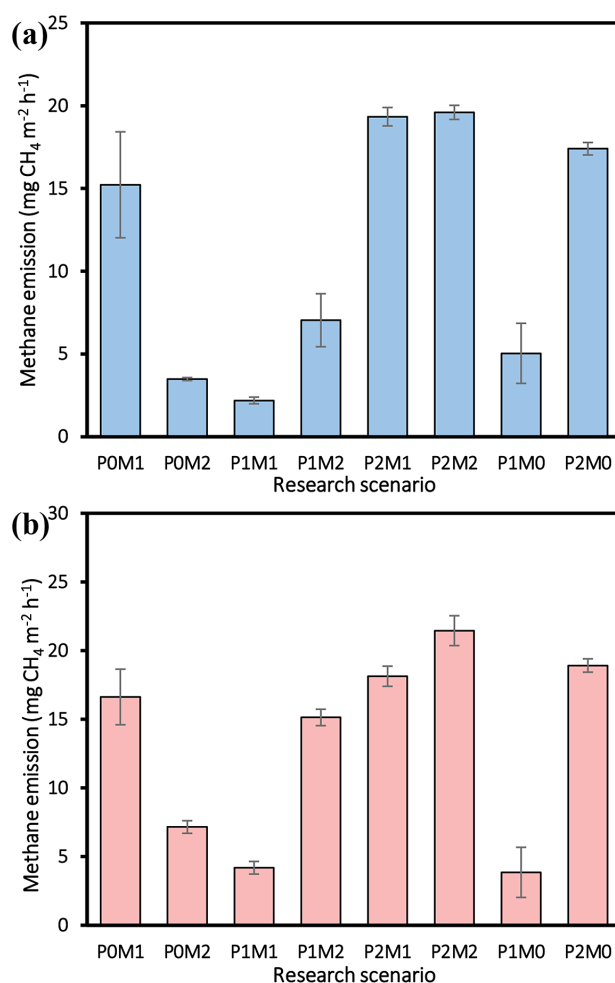 (a)
Methane emission (mg CH₄ m⁻² h⁻¹)
25
20
15
10
5
0
P0M1 P0M2 P1M1 P1M2 P2M1 P2M2 P1M0 P2M0
Research scenario
(b)
Methane emission (mg CH₄ m⁻² h⁻¹)
30
25
20
15
10
5
0
P0M1 P0M2 P1M1 P1M2 P2M1 P2M2 P1M0 P2M0
Research scenario